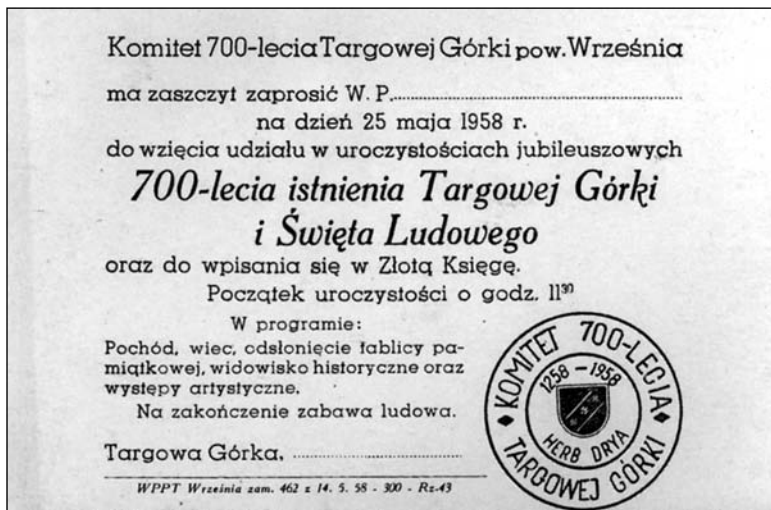 Komitet 700-lecia Targowej Górki pow. Września
ma zaszczyt zaprosić W. P.
na dzień 25 maja 1958 r.
do wzięcia udziału w uroczystościach jubileuszowych
700-lecia istnienia Targowej Górki
i Święta Ludowego
oraz do wpisania się w Złotą Księgę.
Początek uroczystości o godz. 11³⁰
W programie:
Pochód, wiec, odsłonięcie tablicy pa-
miątkowej, widowisko historyczne oraz
występy artystyczne.
Na zakończenie zabawa ludowa.
Targowa Górka,
WPPT Września zam. 462 z 14. 5. 58 - 300 - Rz-43
KOMITET 700-LECIA
TARGOWEJ GÓRKI
1258-1958
HERB DRYA